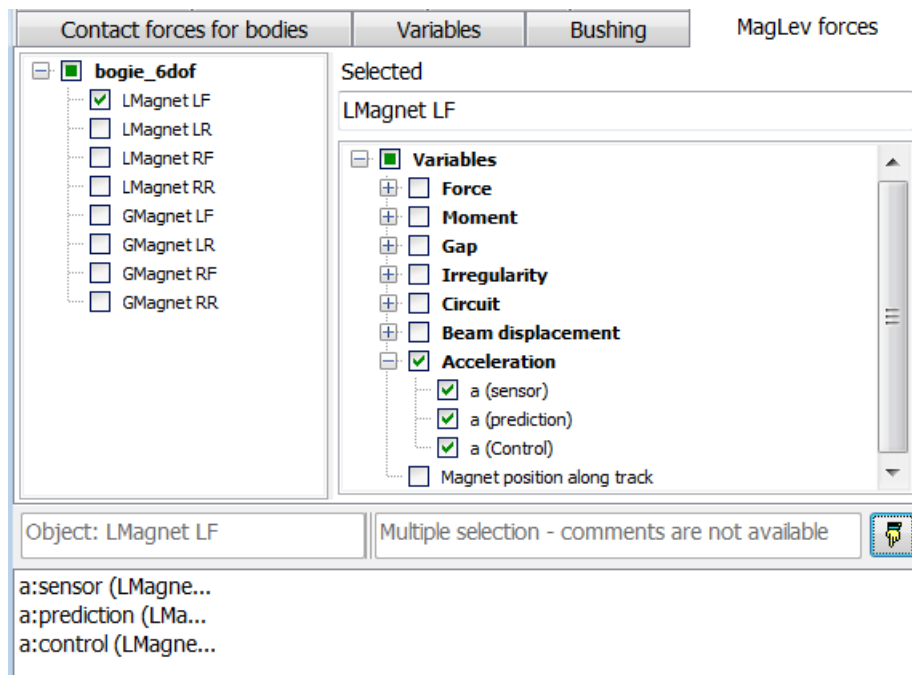 Contact forces for bodies
Variables
Bushing
MagLev forces
bogie_6dof
LMagnet LF
LMagnet LR
LMagnet RF
LMagnet RR
GMagnet LF
GMagnet LR
GMagnet RF
GMagnet RR
Selected
LMagnet LF
Variables
Force
Moment
Gap
Irregularity
Circuit
Beam displacement
Acceleration
a (sensor)
a (prediction)
a (Control)
Magnet position along track
Object: LMagnet LF
Multiple selection - comments are not available
a:sensor (LMagne...
a:prediction (LMa...
a:control (LMagne...